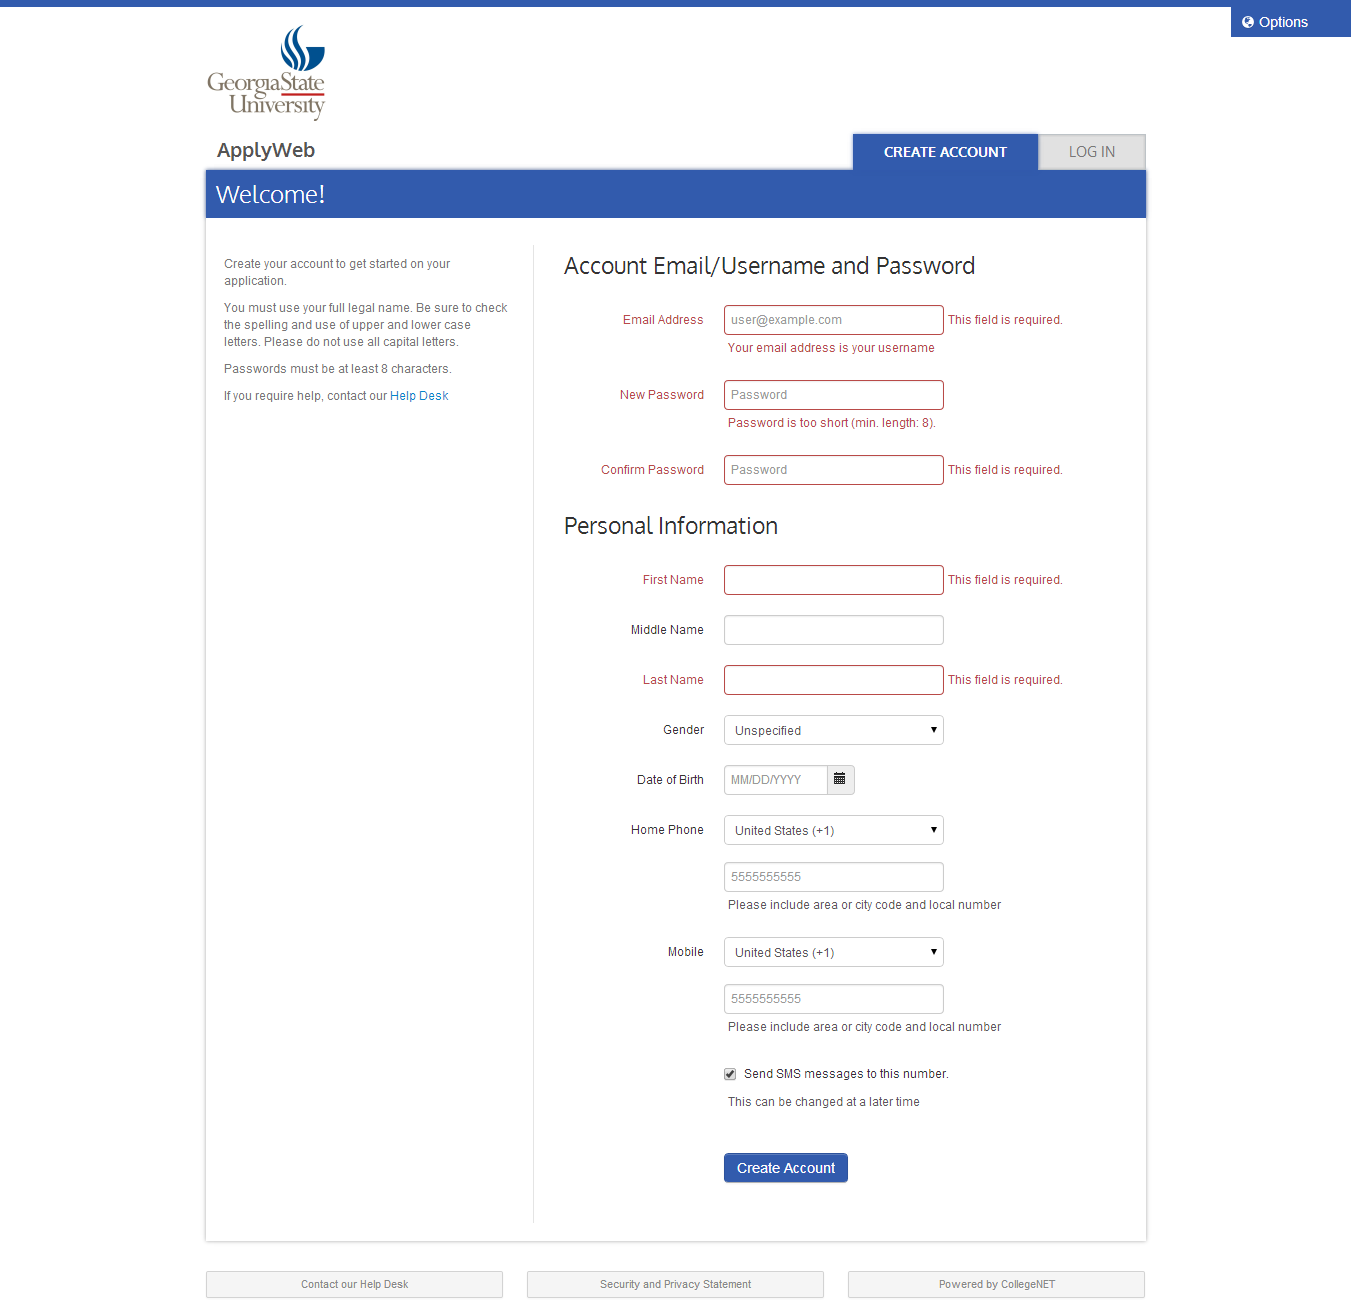 Options
GeorgiaState
University
ApplyWeb
CREATE ACCOUNT
LOG IN
Welcome!
Create your account to get started on your
application.
You must use your full legal name. Be sure to check
the spelling and use of upper and lower case
letters. Please do not use all capital letters.
Passwords must be at least 8 characters.
If you require help, contact our Help Desk
Account Email/Username and Password
Email Address user@example.com This field is required.
Your email address is your username
New Password Password
Password is too short (min. length: 8).
Confirm Password Password This field is required.
Personal Information
First Name This field is required.
Middle Name
Last Name This field is required.
Gender Unspecified
Date of Birth MM/DD/YYYY
Home Phone United States (+1)
5555555555
Please include area or city code and local number
Mobile United States (+1)
5555555555
Please include area or city code and local number
Send SMS messages to this number.
This can be changed at a later time
Create Account
Contact our Help Desk
Security and Privacy Statement
Powered by CollegeNET